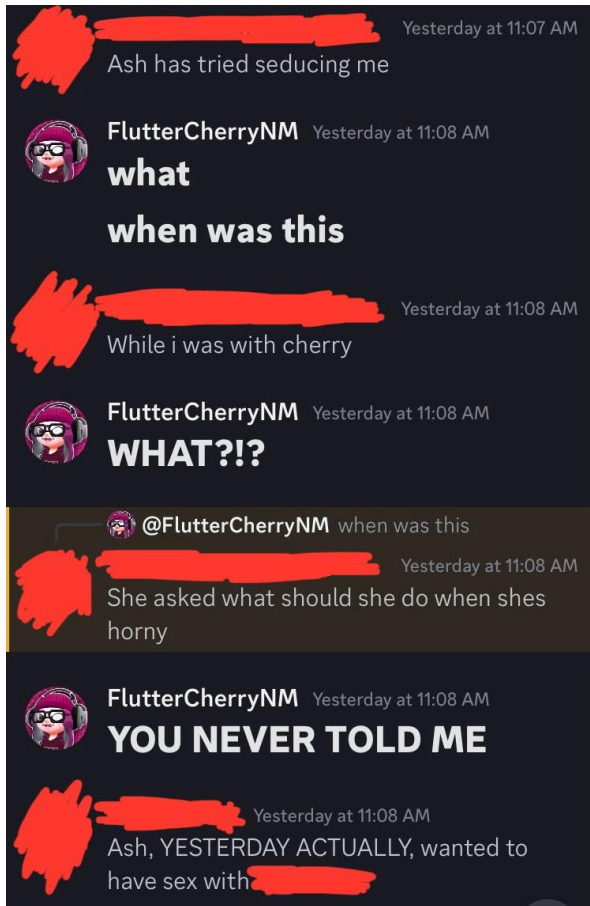 Yesterday at 11:07 AM
Ash has tried seducing me
FlutterCherryNM Yesterday at 11:08 AM
what
when was this
Yesterday at 11:08 AM
While i was with cherry
FlutterCherryNM Yesterday at 11:08 AM
WHAT?!?
@FlutterCherryNM when was this
Yesterday at 11:08 AM
She asked what should she do when shes
horny
FlutterCherryNM Yesterday at 11:08 AM
YOU NEVER TOLD ME
Yesterday at 11:08 AM
Ash, YESTERDAY ACTUALLY, wanted to
have sex with